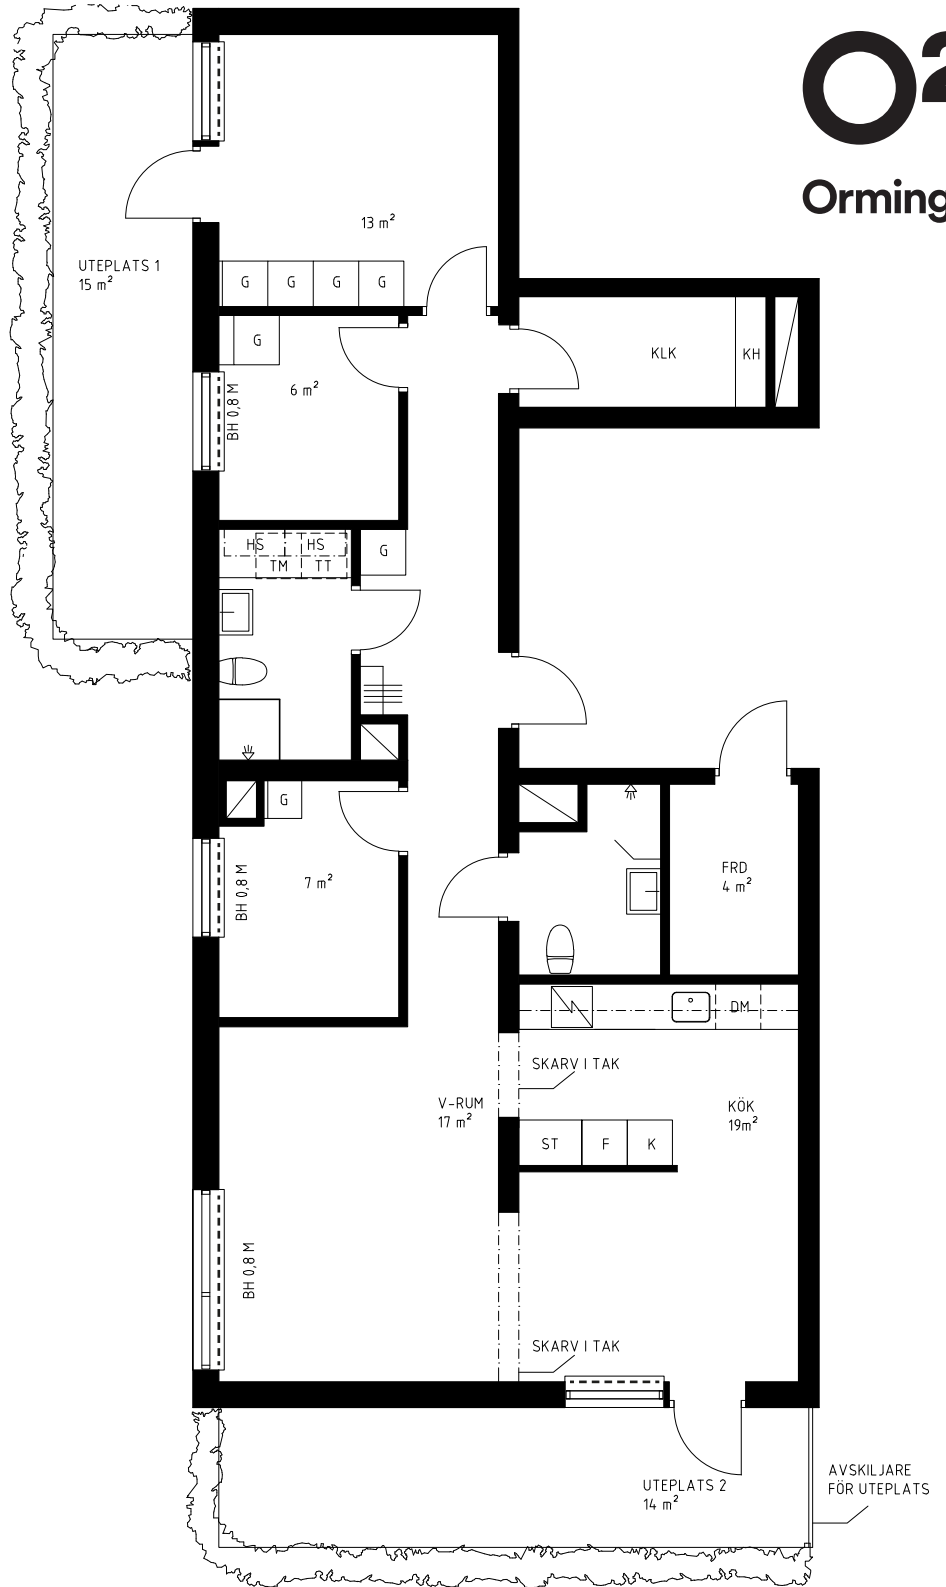 O2
Orming
13 m²
UTEPLATS 1
15 m²
G
G
G
G
G
KLK
KH
6 m²
BH 0,8 M
HS
HS
TM
TT
G
G
7 m²
BH 0,8 M
FRD
4 m²
DM
SKARV I TAK
V-RUM
17 m²
KÖK
19m²
ST
F
K
BH 0,8 M
SKARV I TAK
UTEPLATS 2
14 m²
AVSKILJARE
FÖR UTEPLATS